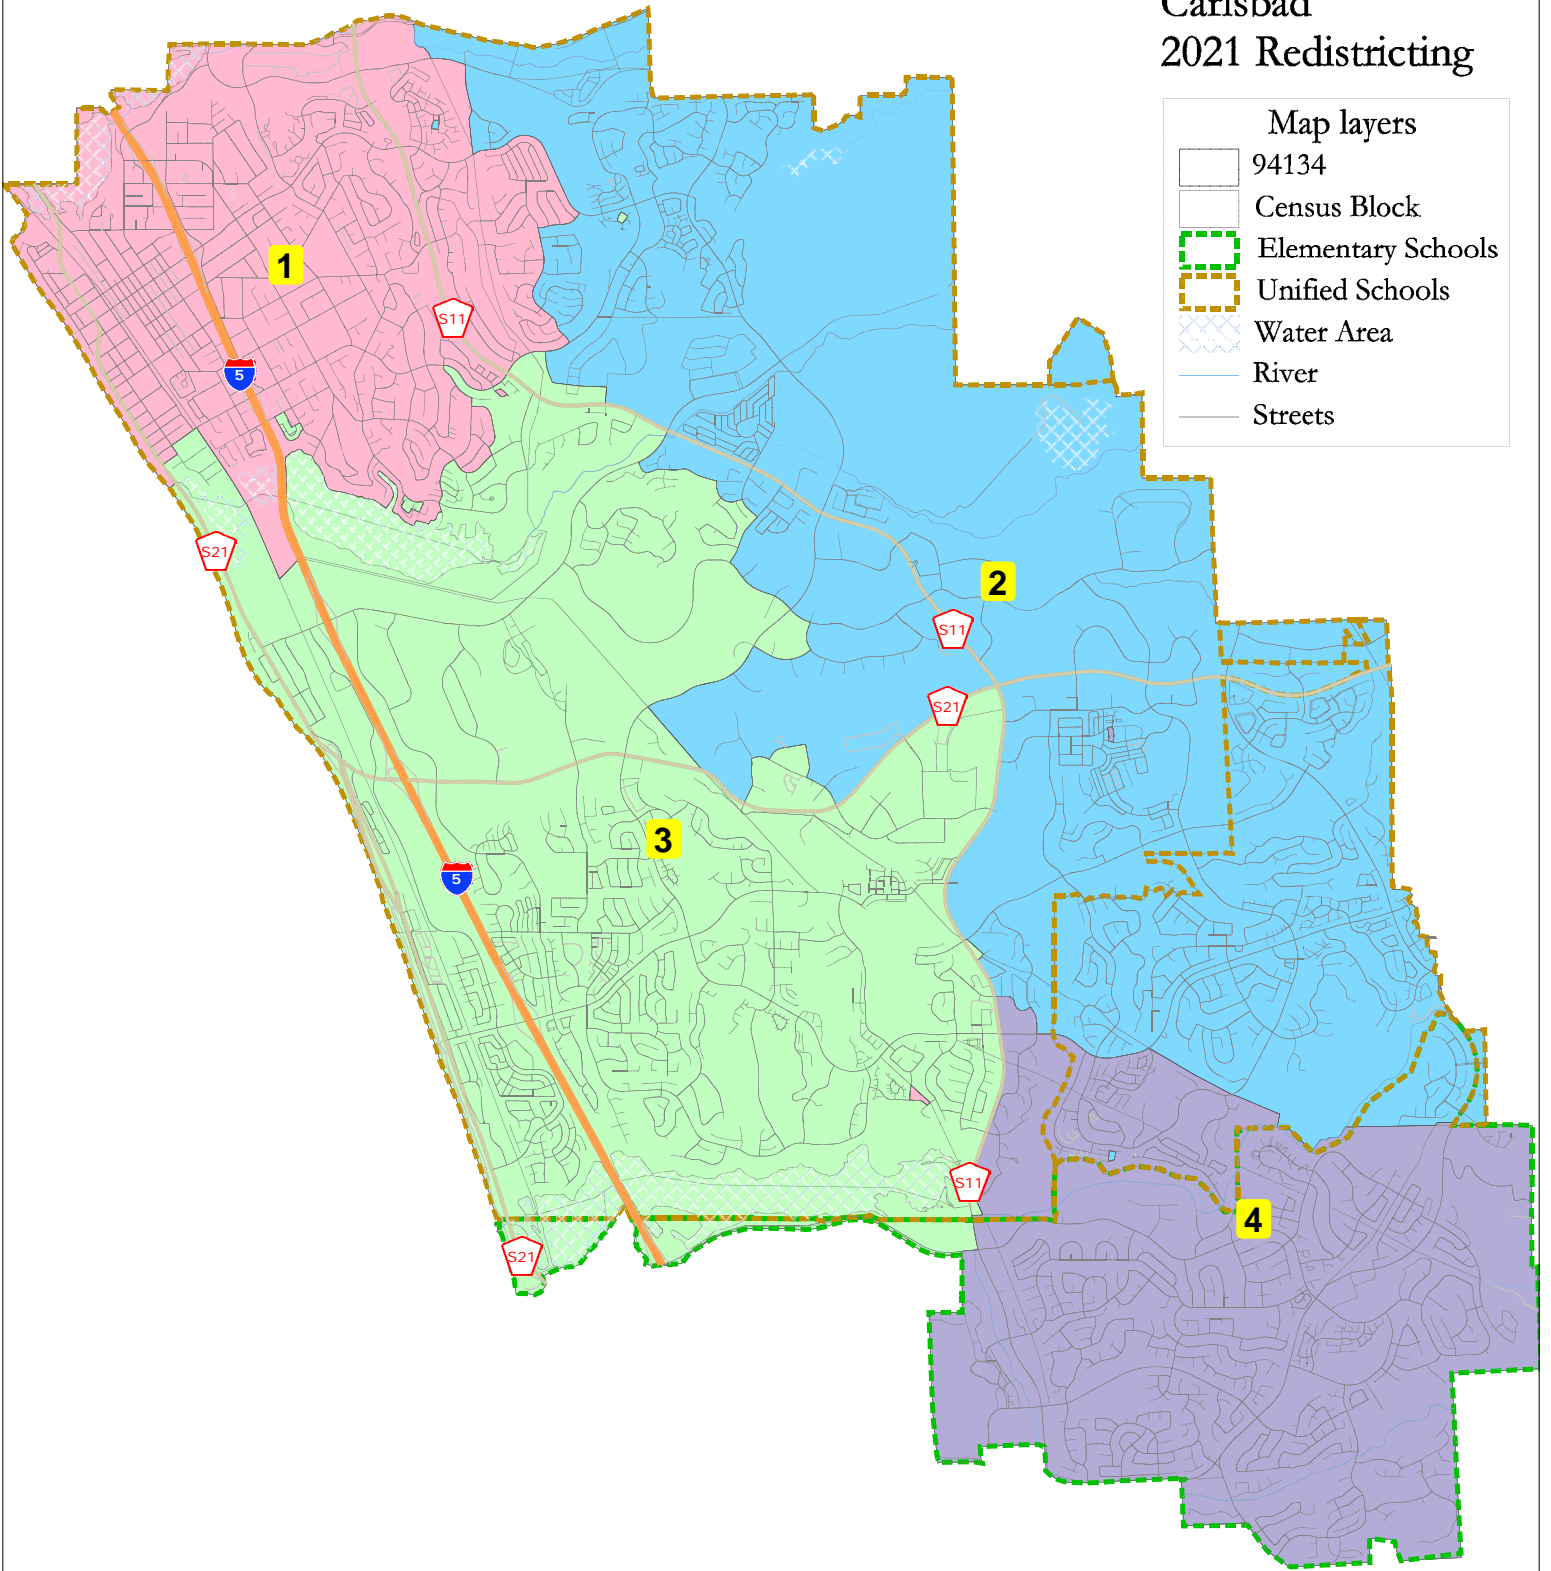 Carlsbad
2021 Redistricting
Map layers
94134
Census Block
Elementary Schools
Unified Schools
Water Area
River
Streets
1
S11
5
S21
2
S11
S21
3
5
S11
4
S21